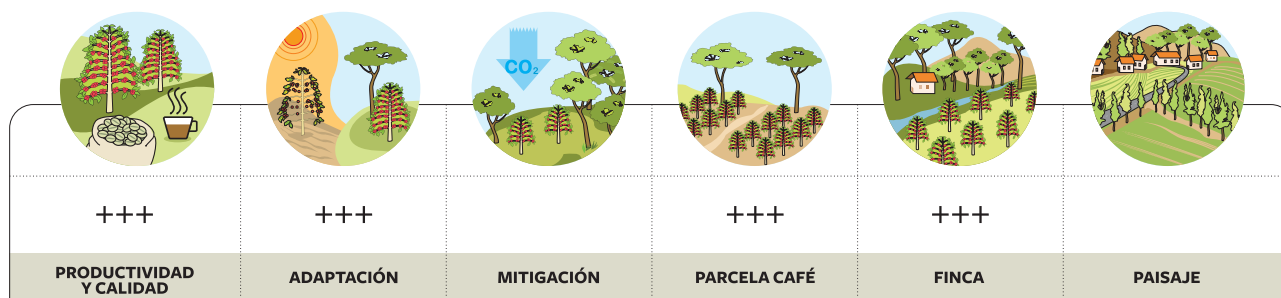 CO₂
+++ +++ +++ +++
PRODUCTIVIDAD
Y CALIDAD
ADAPTACIÓN
MITIGACIÓN
PARCELA CAFÉ
FINCA
PAISAJE